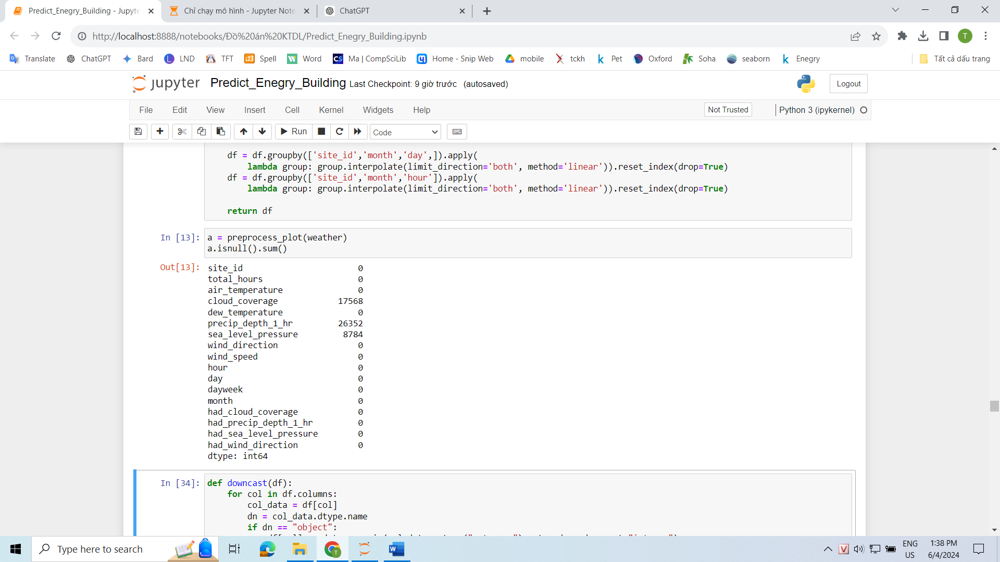 Predict_Enegry_Building - Jupyte
Chỉ chạy mô hình - Jupyter Note
ChatGPT
http://localhost:8888/notebooks/Đồ%20án%20KTDL/Predict_Enegry_Building.ipynb
T
Translate ChatGPT Bard LND TFT Spell Word Ma | CompSciLib Home - Snip Web mobile tckh Pet Oxford Soha seaborn Enegry Tất cả dấu trang
jupyter Predict_Enegry_Building Last Checkpoint: 9 giờ trước (autosaved)
Logout
File Edit View Insert Cell Kernel Widgets Help Not Trusted Python 3 (ipykernel)
Run Code
df = df.groupby(['site_id','month','day',]).apply(
lambda group: group.interpolate(limit_direction='both', method='linear')).reset_index(drop=True)
df = df.groupby(['site_id','month','hour']).apply(
lambda group: group.interpolate(limit_direction='both', method='linear')).reset_index(drop=True)
return df
In [13]: a = preprocess_plot(weather)
a.isnull().sum()
Out[13]: site_id 0
total_hours 0
air_temperature 0
cloud_coverage 17568
dew_temperature 0
precip_depth_1_hr 26352
sea_level_pressure 8784
wind_direction 0
wind_speed 0
hour 0
day 0
dayweek 0
month 0
had_cloud_coverage 0
had_precip_depth_1_hr 0
had_sea_level_pressure 0
had_wind_direction 0
dtype: int64
In [34]: def downcast(df):
for col in df.columns:
col_data = df[col]
dn = col_data.dtype.name
if dn == "object":
Type here to search
ENG
US
1:38 PM
6/4/2024